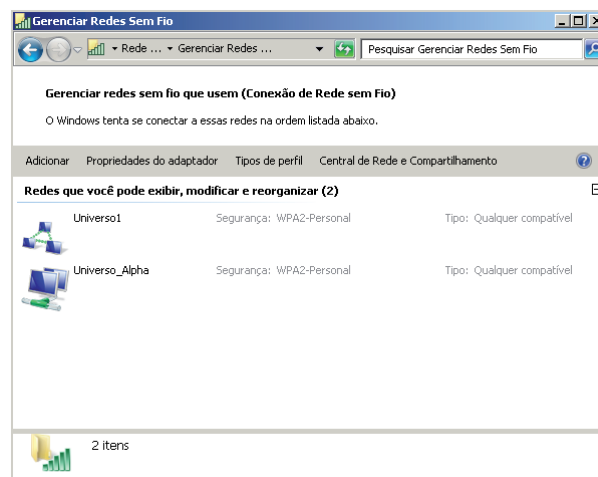 Gerenciar Redes Sem Fio
Rede ... Gerenciar Redes ... Pesquisar Gerenciar Redes Sem Fio
Gerenciar redes sem fio que usem (Conexão de Rede sem Fio)
O Windows tenta se conectar a essas redes na ordem listada abaixo.
Adicionar Propriedades do adaptador Tipos de perfil Central de Rede e Compartilhamento
Redes que você pode exibir, modificar e reorganizar (2)
Universo1 Segurança: WPA2-Personal Tipo: Qualquer compatível
Universo_Alpha Segurança: WPA2-Personal Tipo: Qualquer compatível
2 itens